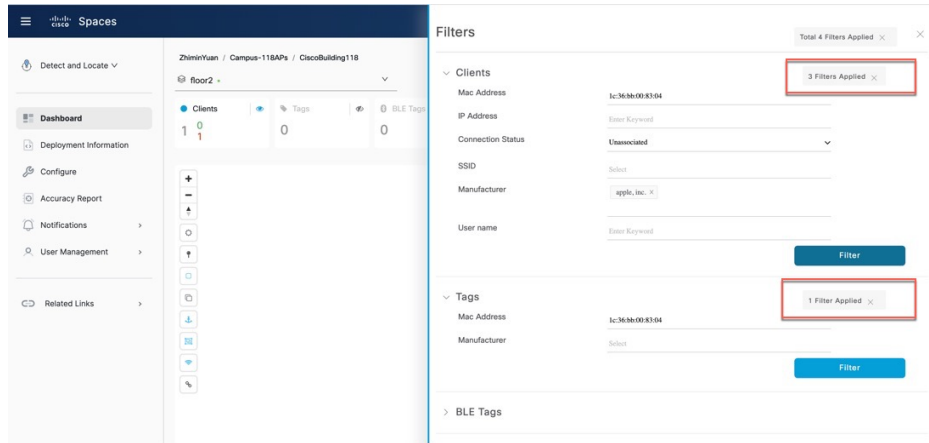 cisco Spaces
Detect and Locate
Dashboard
Deployment Information
Configure
Accuracy Report
Notifications
User Management
Related Links
ZhiminYuan / Campus-118APs / CiscoBuilding118
floor2
Clients
1 0
1
Tags
0
BLE Tags
0
Filters
Total 4 Filters Applied ×
Clients
3 Filters Applied ×
Mac Address 1c:36:bb:00:83:04
IP Address Enter Keyword
Connection Status Unassociated
SSID Select
Manufacturer apple, inc. ×
User name Enter Keyword
Filter
Tags
1 Filter Applied ×
Mac Address 1c:36:bb:00:83:04
Manufacturer Select
Filter
BLE Tags